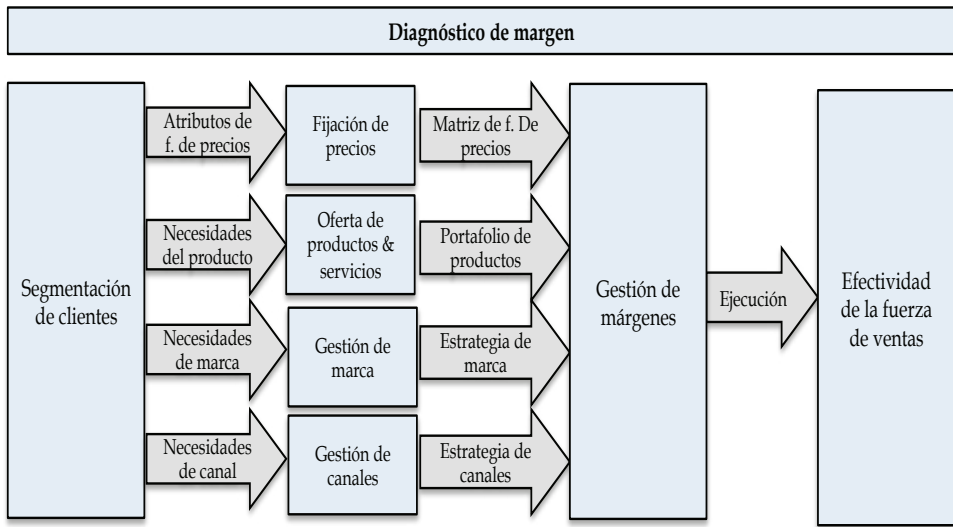 Diagnóstico de margen
Segmentación
de clientes
Atributos de
f. de precios
Fijación de
precios
Matriz de f. De
precios
Necesidades
del producto
Oferta de
productos &
servicios
Portafolio de
productos
Necesidades
de marca
Gestión de
marca
Estrategia de
marca
Necesidades
de canal
Gestión de
canales
Estrategia de
canales
Gestión de
márgenes
Ejecución
Efectividad
de la fuerza
de ventas